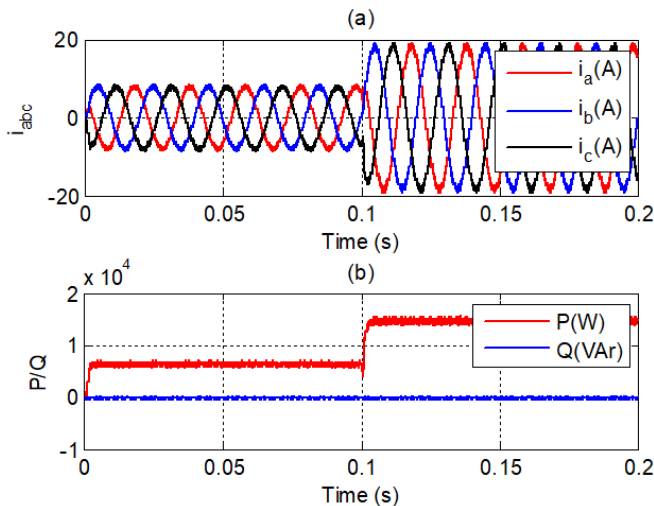 (a)
20
0
-20
i_abc
i_a(A)
i_b(A)
i_c(A)
0
0.05
0.1
0.15
0.2
Time (s)
(b)
x 10^4
2
1
0
-1
P/Q
P(W)
Q(VAr)
0
0.05
0.1
0.15
0.2
Time (s)